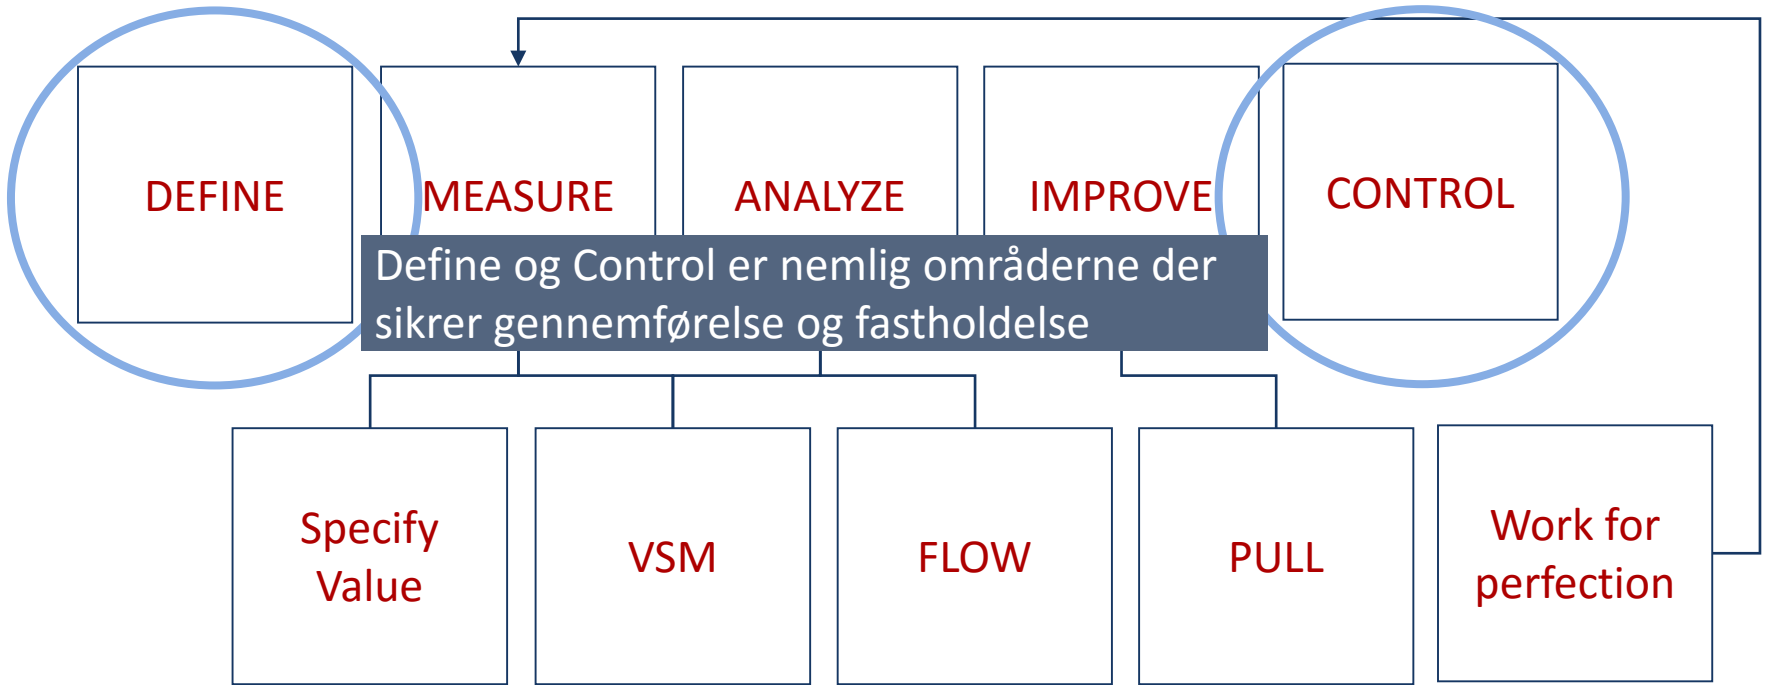 DEFINE
MEASURE
ANALYZE
IMPROVE
CONTROL
Define og Control er nemlig områderne der
sikrer gennemførelse og fastholdelse
Specify
Value
VSM
FLOW
PULL
Work for
perfection